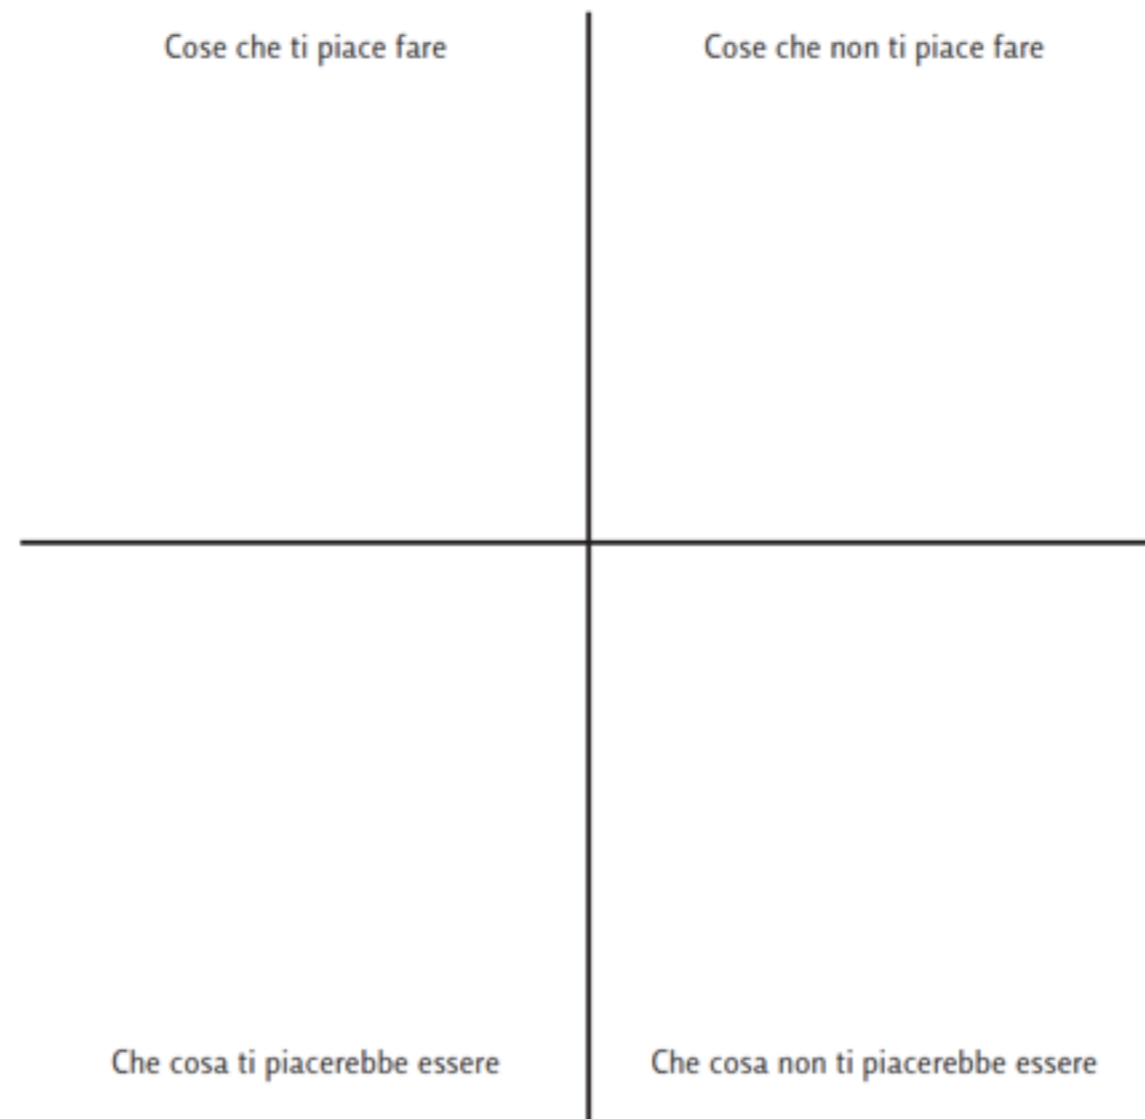 Cose che ti piace fare
Cose che non ti piace fare
Che cosa ti piacerebbe essere
Che cosa non ti piacerebbe essere